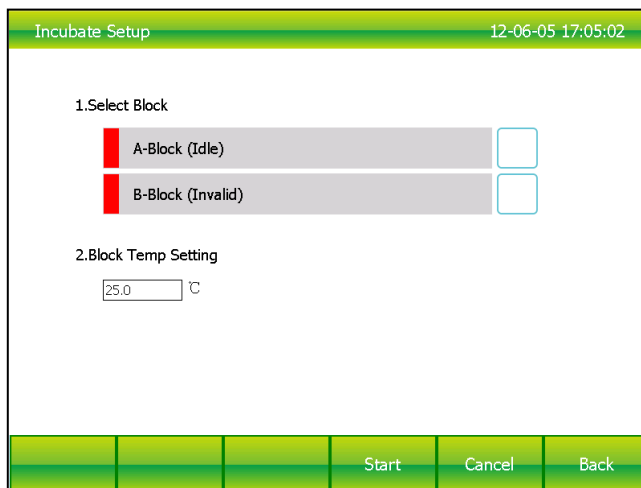 Incubate Setup 12-06-05 17:05:02
1.Select Block
A-Block (Idle)
B-Block (Invalid)
2.Block Temp Setting
25.0 ℃
Start Cancel Back